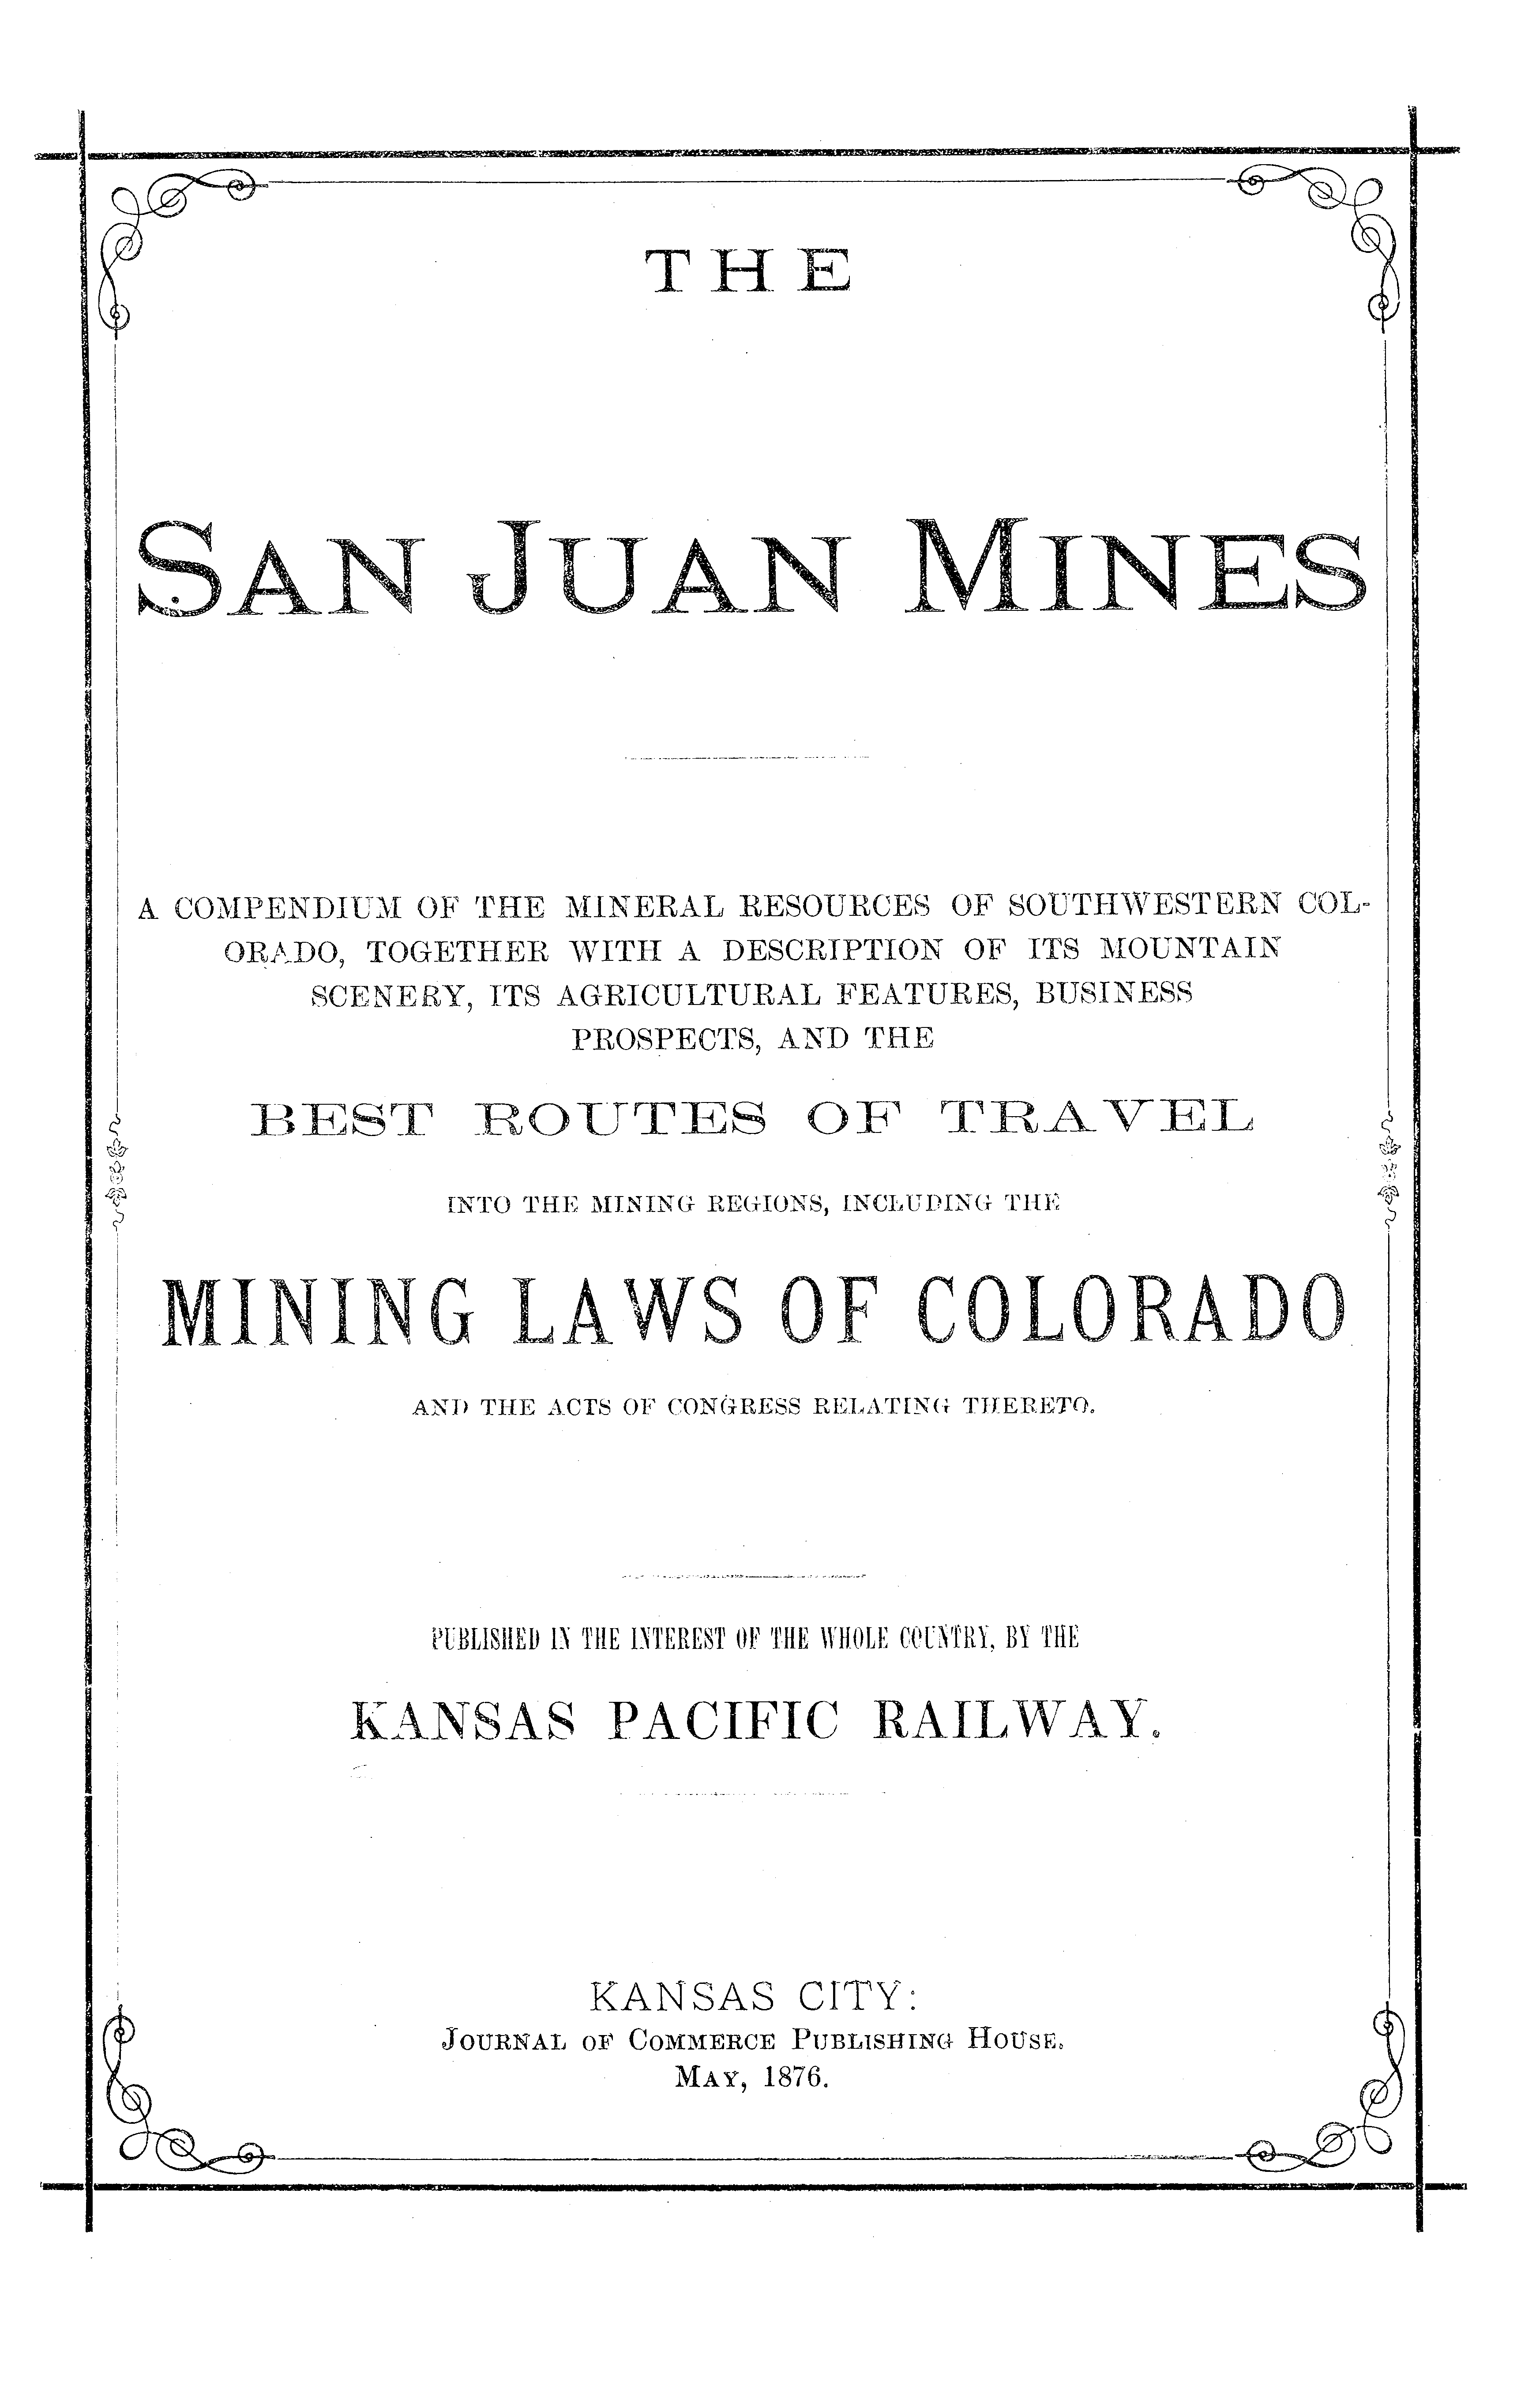 THE
SAN JUAN MINES
A COMPENDIUM OF THE MINERAL RESOURCES OF SOUTHWESTERN COL-
ORADO, TOGETHER WITH A DESCRIPTION OF ITS MOUNTAIN
SCENERY, ITS AGRICULTURAL FEATURES, BUSINESS
PROSPECTS, AND THE
BEST ROUTES OF TRAVEL
INTO THE MINING REGIONS, INCLUDING THE
MINING LAWS OF COLORADO
AND THE ACTS OF CONGRESS RELATING THERETO.
PUBLISHED IN THE INTEREST OF THE WHOLE COUNTRY, BY THE
KANSAS PACIFIC RAILWAY.
KANSAS CITY:
JOURNAL OF COMMERCE PUBLISHING HOUSE.
MAY, 1876.